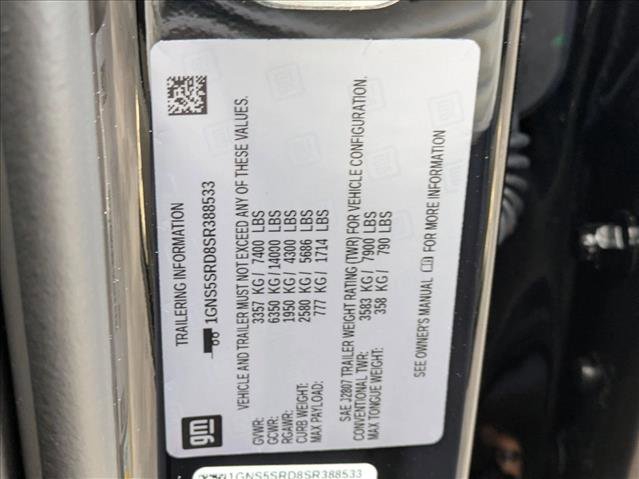 TRAILERING INFORMATION
1GNS5SRD8SR388533
VEHICLE AND TRAILER MUST NOT EXCEED ANY OF THESE VALUES.
GVWR: 3357 KG / 7400 LBS
GCWR: 6350 KG / 14000 LBS
RGAWR: 1950 KG / 4300 LBS
CURB WEIGHT: 2580 KG / 5686 LBS
MAX PAYLOAD: 777 KG / 1714 LBS
SAE J2807 TRAILER WEIGHT RATING (TWR) FOR VEHICLE CONFIGURATION.
CONVENTIONAL TWR: 3583 KG / 7900 LBS
MAX TONGUE WEIGHT: 358 KG / 790 LBS
SEE OWNER'S MANUAL FOR MORE INFORMATION
gm
1GNS5SRD8SR388533